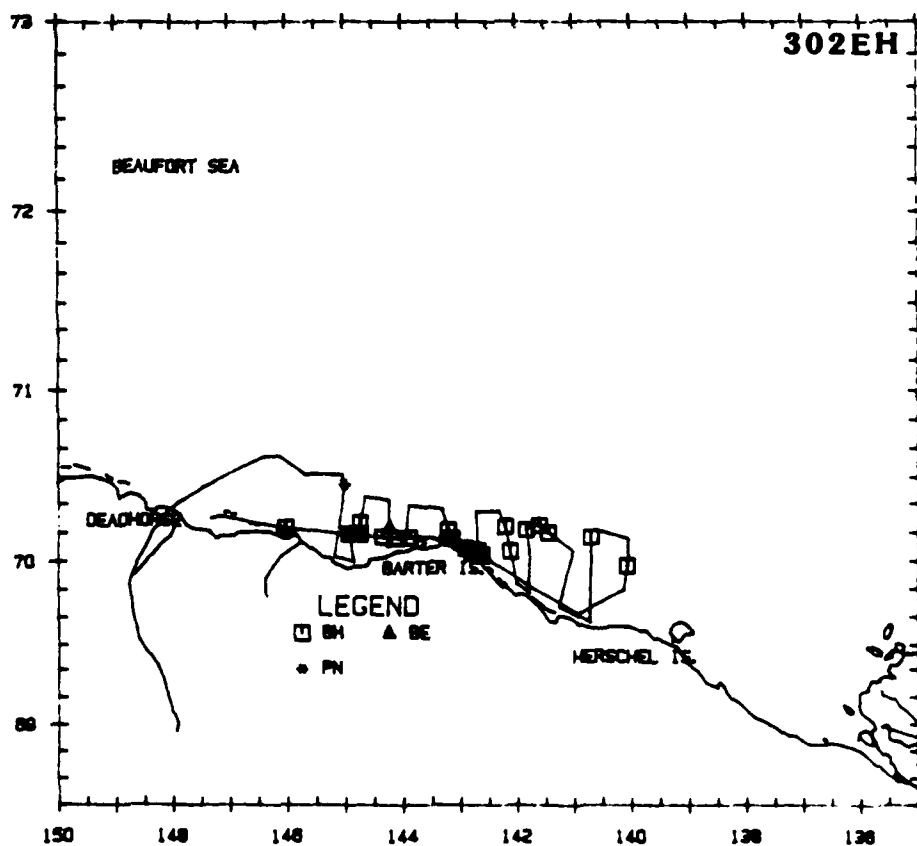 73
302EH
BEAUFORT SEA
72
71
DEADHORSE
70
BARTER IS.
LEGEND
BH BE
HERSCHEL IS.
PN
69
150 148 146 144 142 140 138 136